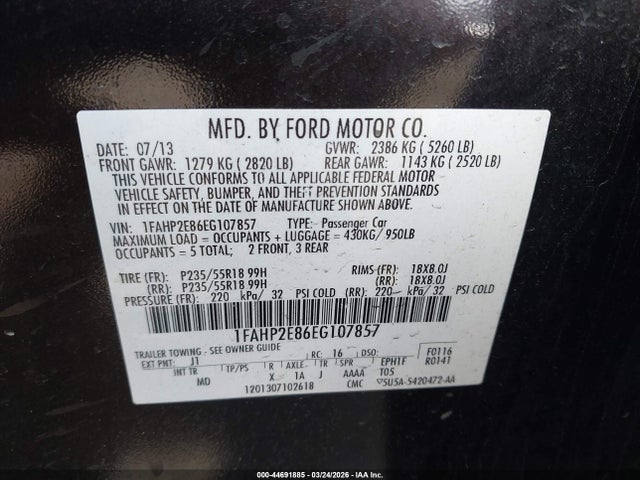 MFD. BY FORD MOTOR CO.
DATE: 07/13 GVWR: 2386 KG ( 5260 LB)
FRONT GAWR: 1279 KG ( 2820 LB) REAR GAWR: 1143 KG ( 2520 LB)
THIS VEHICLE CONFORMS TO ALL APPLICABLE FEDERAL MOTOR
VEHICLE SAFETY, BUMPER, AND THEFT PREVENTION STANDARDS
IN EFFECT ON THE DATE OF MANUFACTURE SHOWN ABOVE.
VIN: 1FAHP2E86EG107857 TYPE: Passenger Car
MAXIMUM LOAD = OCCUPANTS + LUGGAGE = 430KG/ 950LB
OCCUPANTS = 5 TOTAL; 2 FRONT, 3 REAR
TIRE (FR): P235/55R18 99H RIMS (FR): 18X8.0J
(RR): P235/55R18 99H (RR): 18X8.0J
PRESSURE (FR): 220 kPa/ 32 PSI COLD (RR): 220 kPa/ 32 PSI COLD
1FAHP2E86EG107857
TRAILER TOWING - SEE OWNER GUIDE RC: 16 DSO: F0116
EXT PNT: J1 R0141
INT TR TP/PS R AXLE TR SPR EPH1F
MD X 1A J AAAA T05
1201307102618 CMC 5U5A-5420472-AA
000-44691885 | 03/24/2026 | IAA Inc.